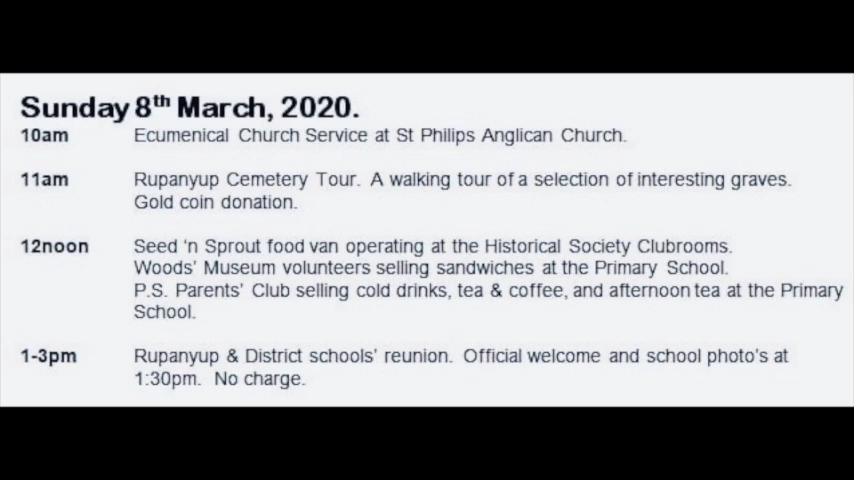 Sunday 8th March, 2020.
10am Ecumenical Church Service at St Philips Anglican Church.
11am Rupanyup Cemetery Tour. A walking tour of a selection of interesting graves.
Gold coin donation.
12noon Seed 'n Sprout food van operating at the Historical Society Clubrooms.
Woods' Museum volunteers selling sandwiches at the Primary School.
P.S. Parents' Club selling cold drinks, tea & coffee, and afternoon tea at the Primary
School.
1-3pm Rupanyup & District schools' reunion. Official welcome and school photo's at
1:30pm. No charge.